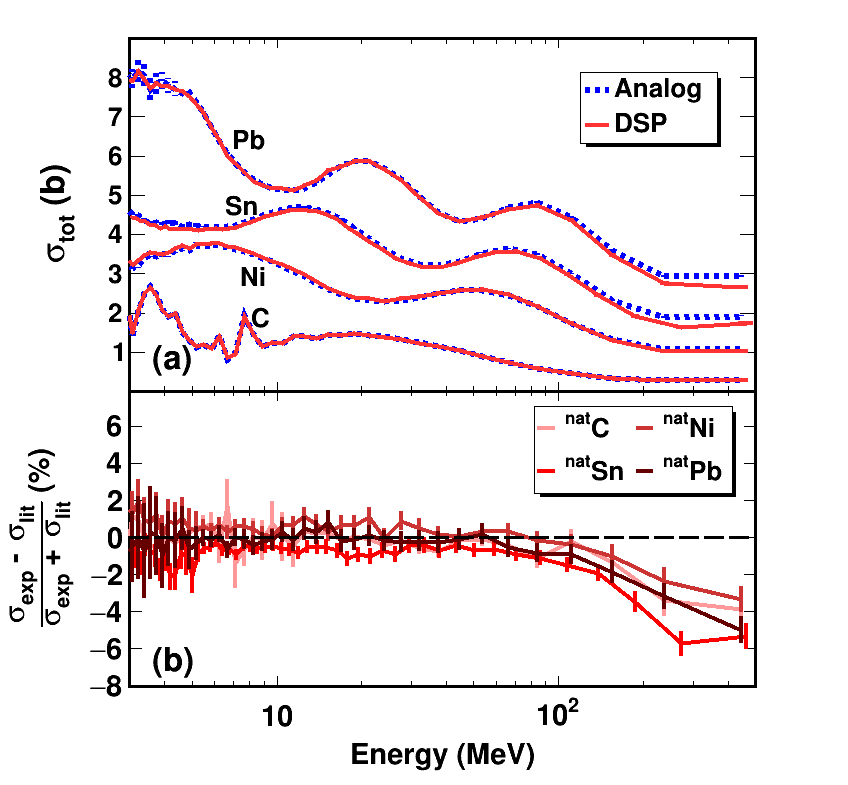 8
7
6
5
4
3
2
1
σtot (b)
Analog
DSP
Pb
Sn
Ni
C
(a)
6
4
2
0
−2
−4
−6
−8
σexp - σlit
σexp + σlit
(%)
natC natNi
natSn natPb
(b)
10 10²
Energy (MeV)